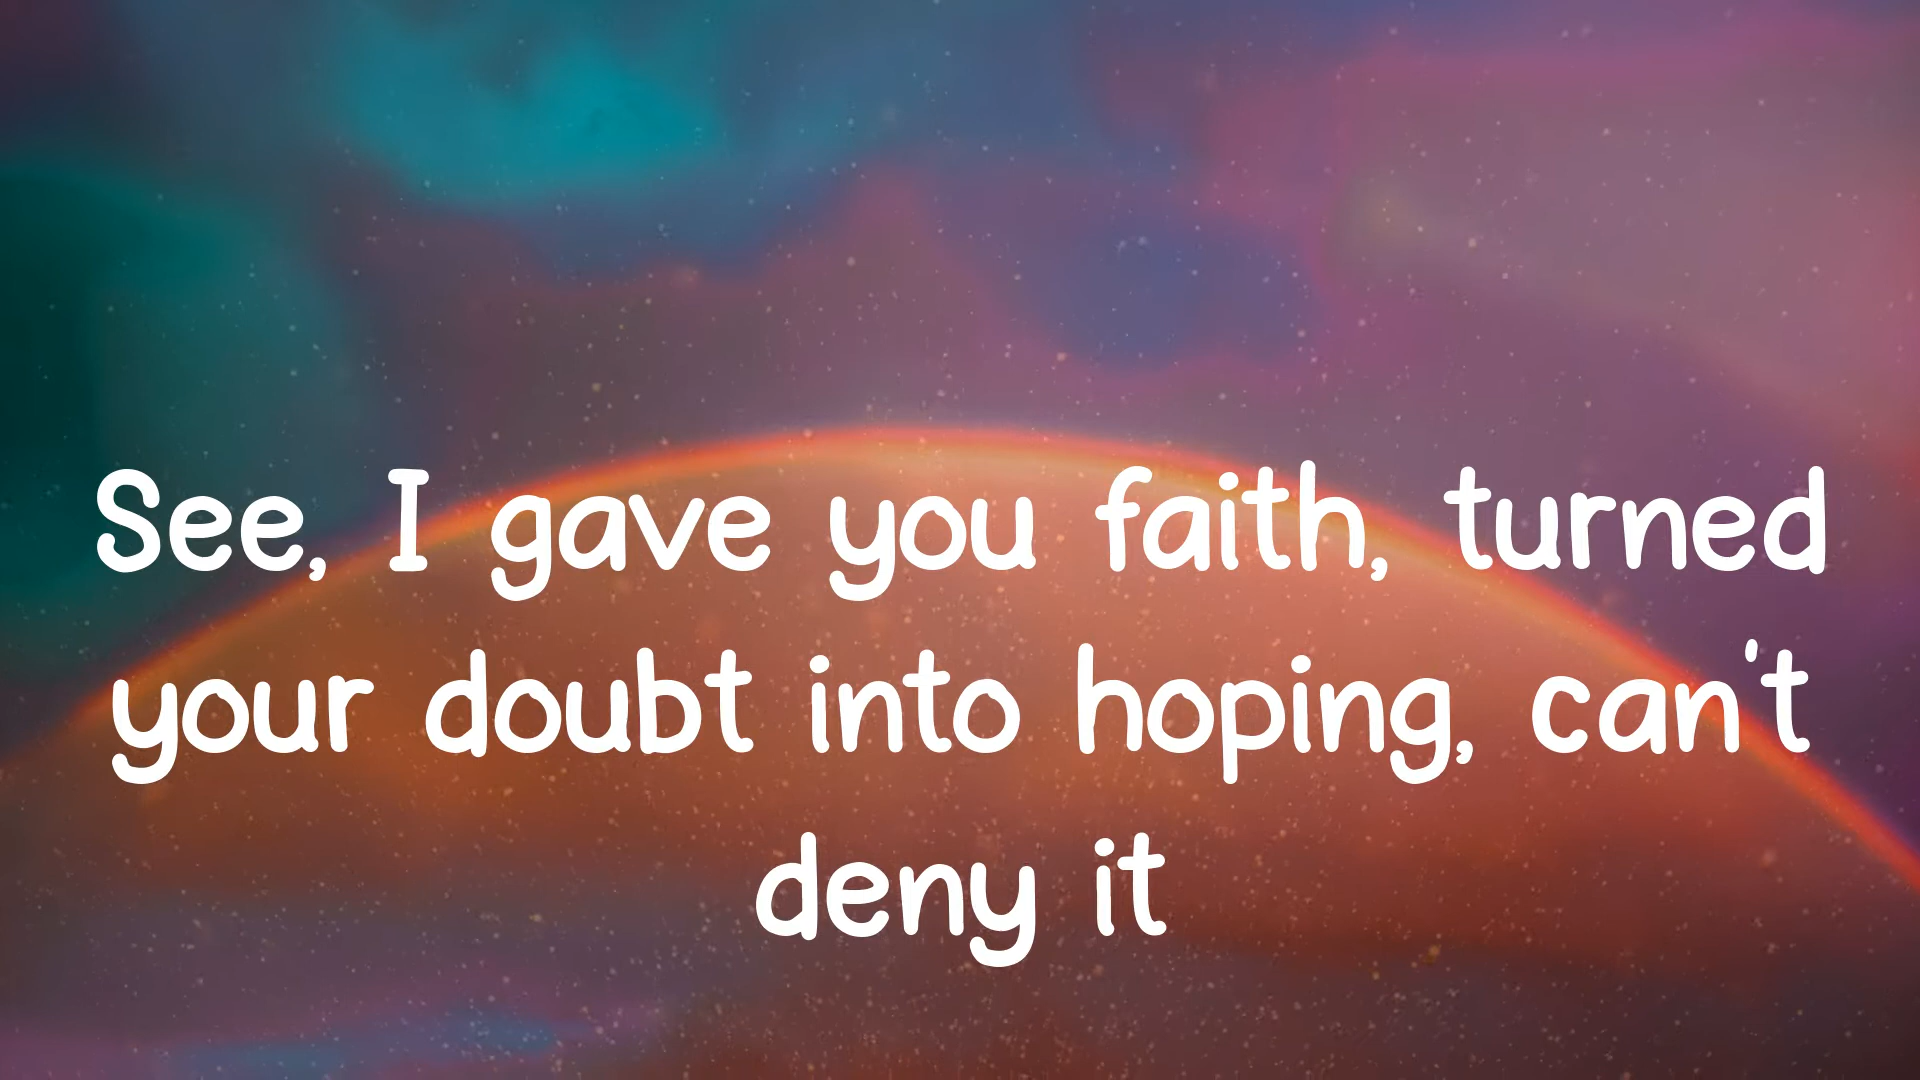 See, I gave you faith, turned
your doubt into hoping, can't
deny it